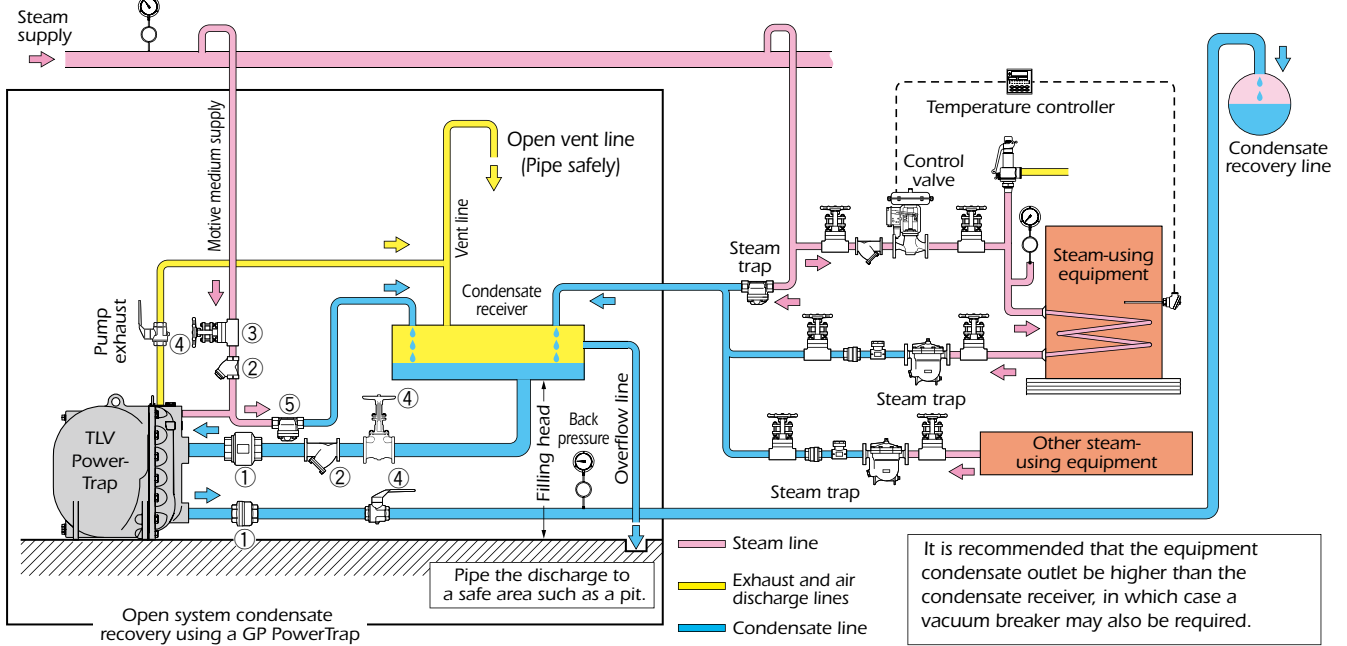 Steam
supply
Motive medium supply
Open vent line
(Pipe safely)
Vent line
Temperature controller
Control
valve
Condensate
recovery line
Steam
trap
Steam-using
equipment
Condensate
receiver
Pump
exhaust
④
③
②
⑤
④
Steam trap
TLV
Power-
Trap
①
②
④
Filling head
Back
pressure
Overflow line
Other steam-
using equipment
Steam trap
①
Steam line
Exhaust and air
discharge lines
Condensate line
Pipe the discharge to
a safe area such as a pit.
Open system condensate
recovery using a GP PowerTrap
It is recommended that the equipment
condensate outlet be higher than the
condensate receiver, in which case a
vacuum breaker may also be required.